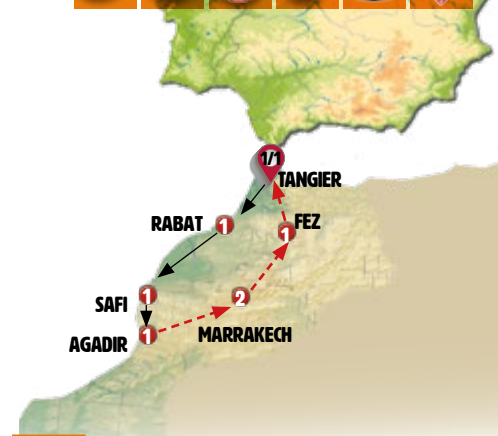 1/1
TANGIER
RABAT 1
1 FEZ
SAFI 1
2
MARRAKECH
AGADIR 1